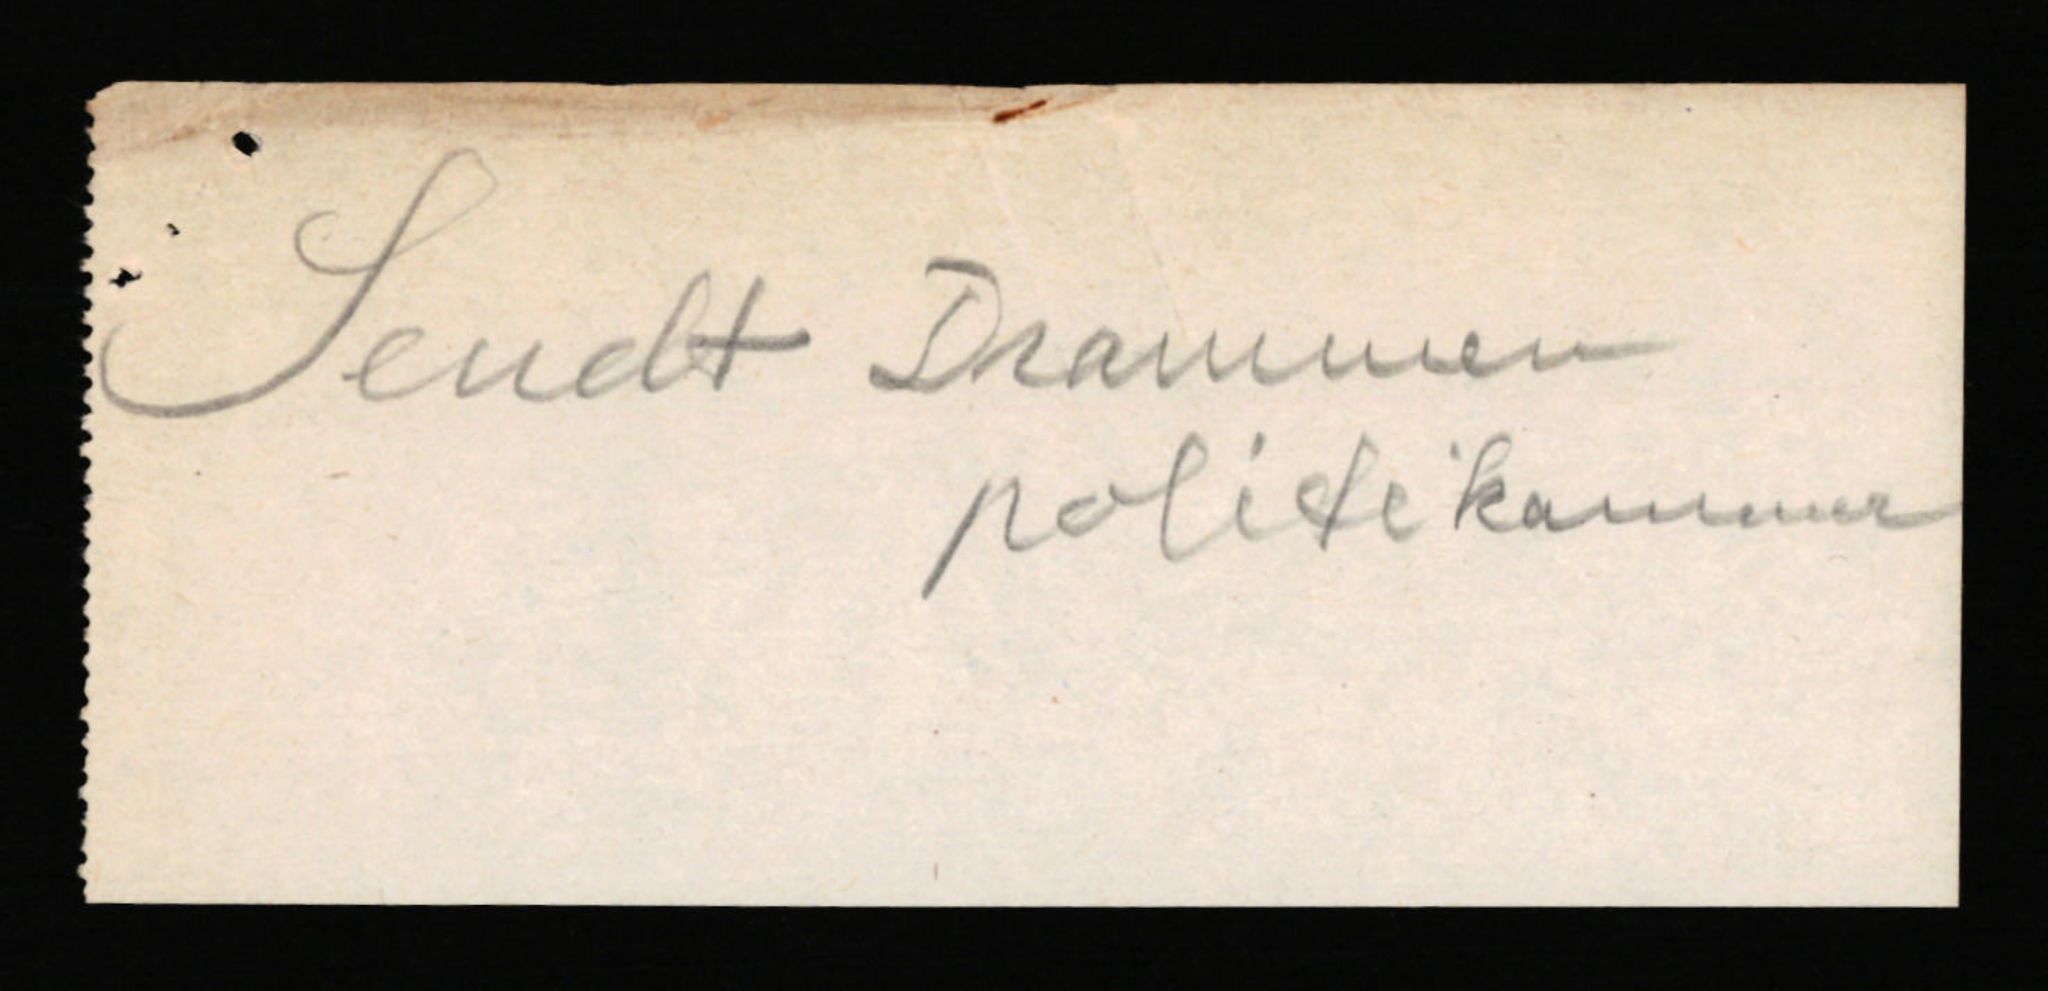 Sendt Drammen
politikammer